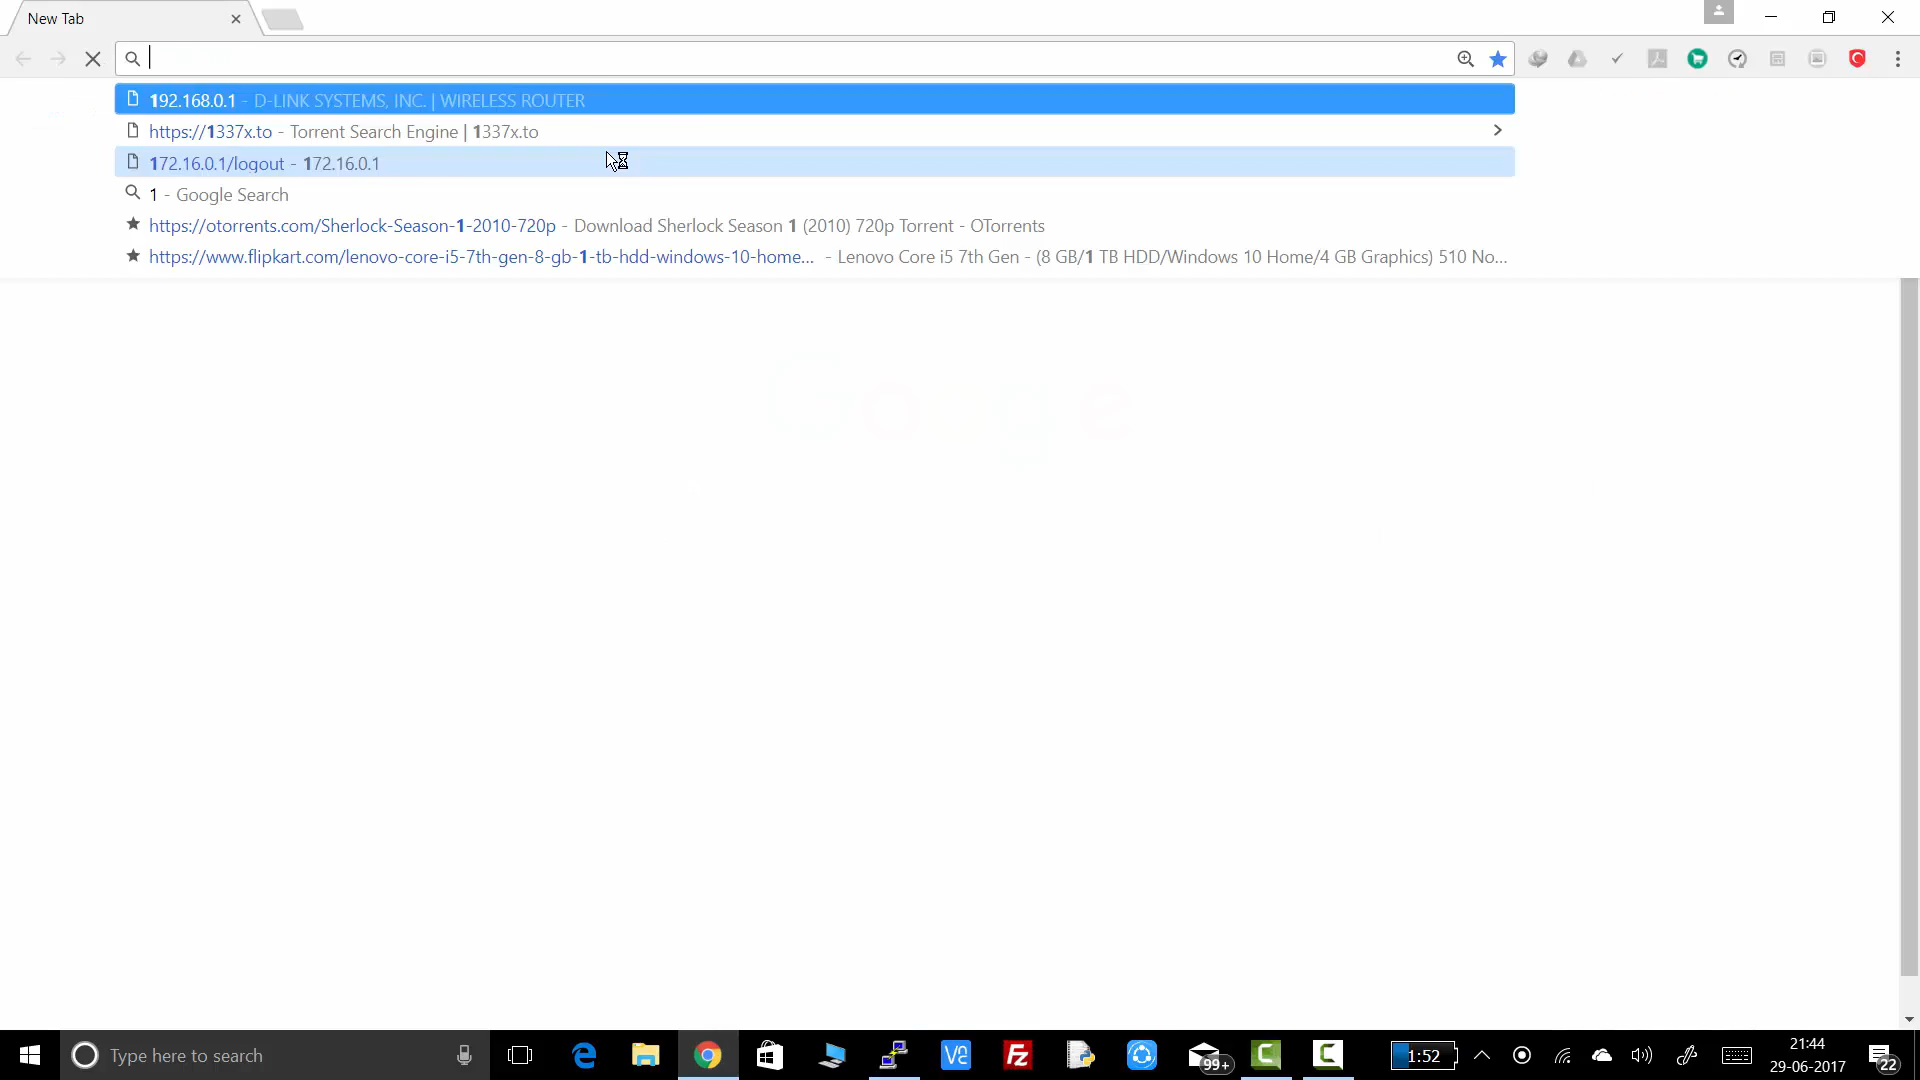 New Tab
192.168.0.1 - D-LINK SYSTEMS, INC. | WIRELESS ROUTER
https://1337x.to - Torrent Search Engine | 1337x.to
172.16.0.1/logout - 172.16.0.1
1 - Google Search
https://otorrents.com/Sherlock-Season-1-2010-720p - Download Sherlock Season 1 (2010) 720p Torrent - OTorrents
https://www.flipkart.com/lenovo-core-i5-7th-gen-8-gb-1-tb-hdd-windows-10-home... - Lenovo Core i5 7th Gen - (8 GB/1 TB HDD/Windows 10 Home/4 GB Graphics) 510 No...
Google
Type here to search
99+
1:52
21:44
29-06-2017
22